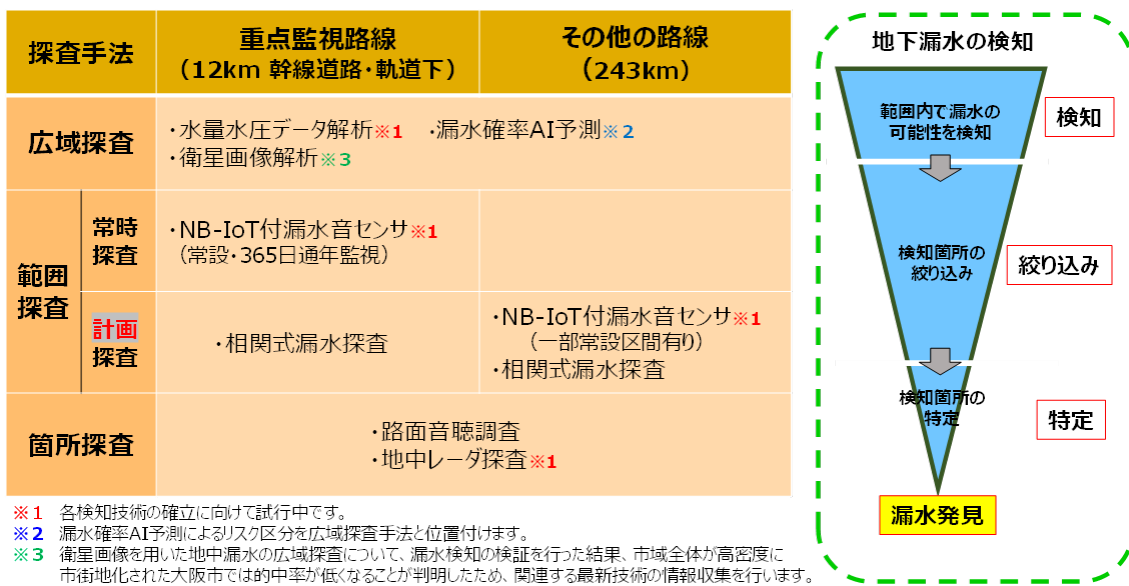 探査手法
重点監視路線
（12km 幹線道路・軌道下）
その他の路線
（243km）
広域探査
・水量水圧データ解析※1　・漏水確率AI予測※2
・衛星画像解析※3
範囲
探査
常時
探査
・NB-IoT付漏水音センサ※1
（常設・365日通年監視）
計画
探査
・相関式漏水探査
・NB-IoT付漏水音センサ※1
（一部常設区間有り）
・相関式漏水探査
箇所探査
・路面音聴調査
・地中レーダ探査※1
※1　各検知技術の確立に向けて試行中です。
※2　漏水確率AI予測によるリスク区分を広域探査手法と位置付けます。
※3　衛星画像を用いた地中漏水の広域探査について、漏水検知の検証を行った結果、市域全体が高密度に
市街地化された大阪市では的中率が低くなることが判明したため、関連する最新技術の情報収集を行います。
地下漏水の検知
範囲内で漏水の
可能性を検知
検知
検知箇所の
絞り込み
絞り込み
検知箇所の
特定
特定
漏水発見